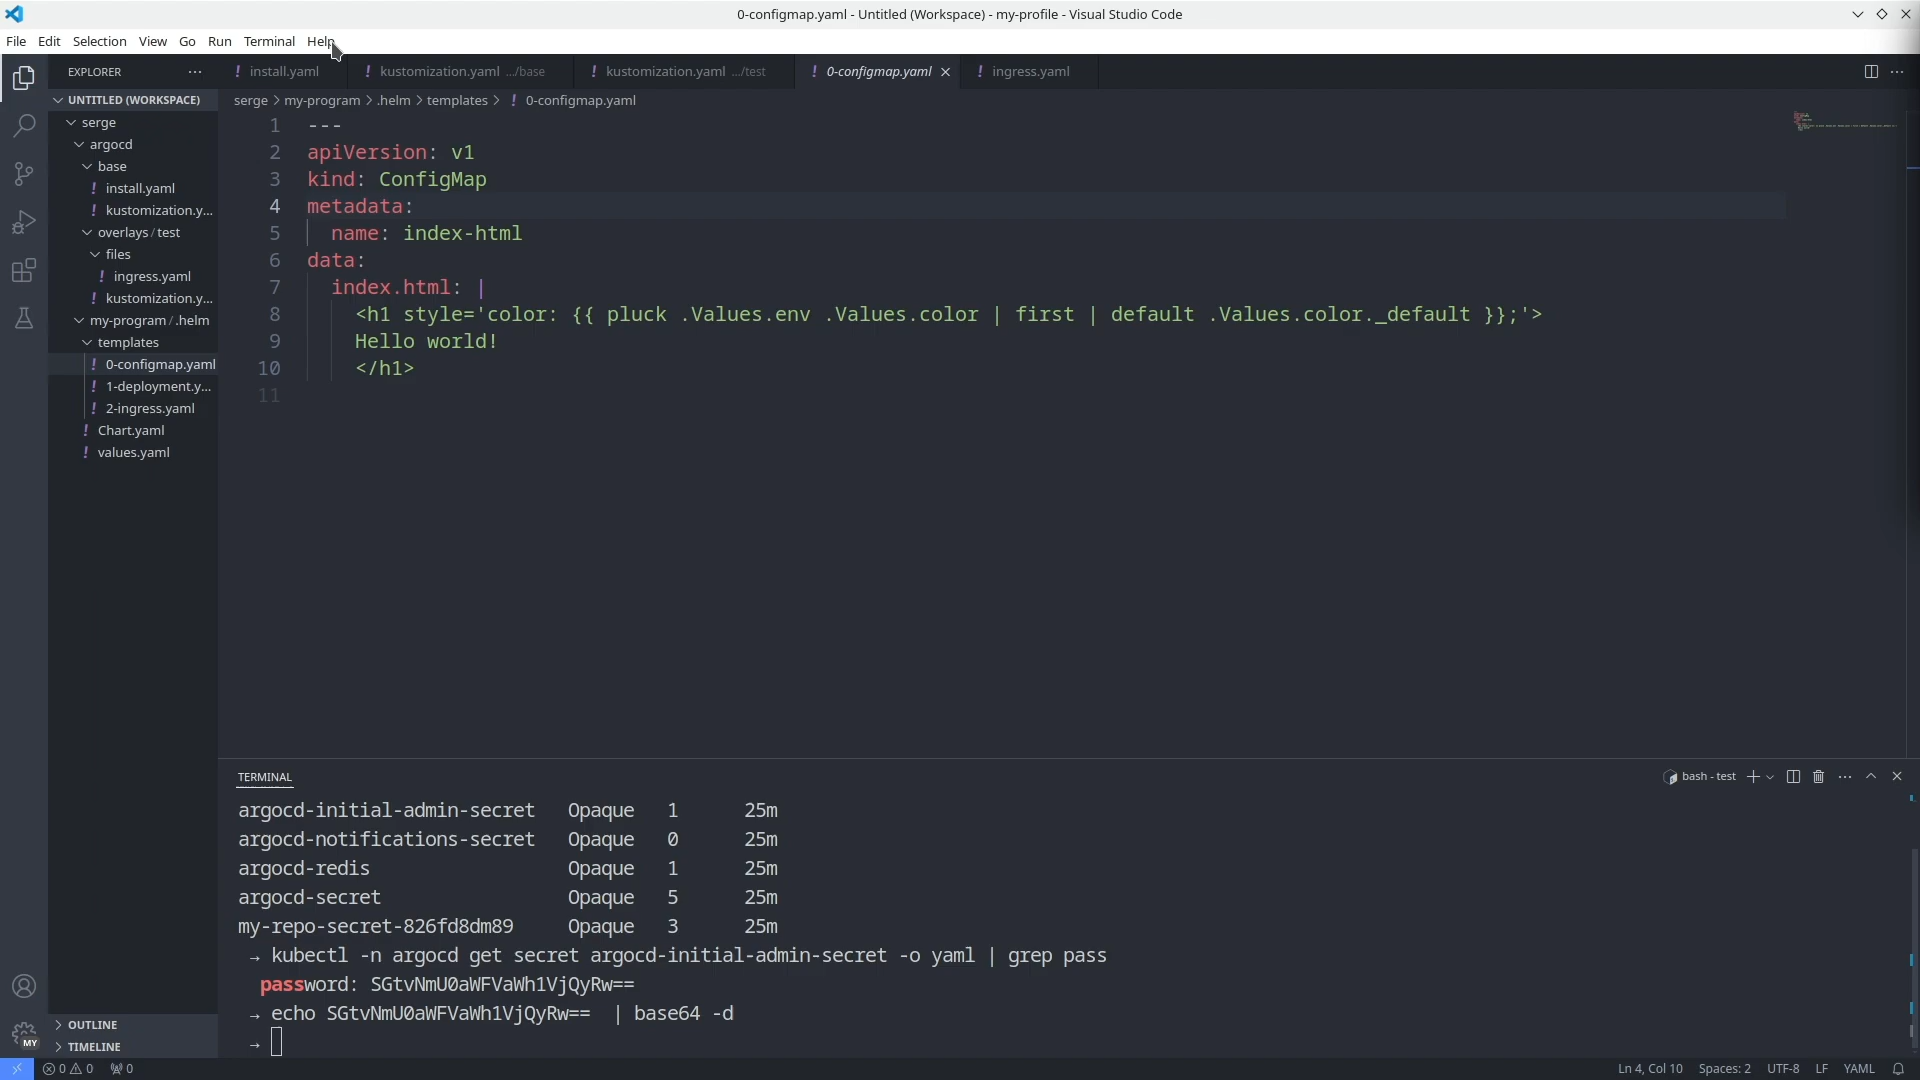 0-configmap.yaml - Untitled (Workspace) - my-profile - Visual Studio Code
File Edit Selection View Go Run Terminal Help
EXPLORER
! install.yaml ! kustomization.yaml .../base ! kustomization.yaml .../test ! 0-configmap.yaml ! ingress.yaml
UNTITLED (WORKSPACE)
serge
argocd
base
! install.yaml
! kustomization.y...
overlays / test
files
! ingress.yaml
! kustomization.y...
my-program / .helm
templates
! 0-configmap.yaml
! 1-deployment.y...
! 2-ingress.yaml
! Chart.yaml
! values.yaml
OUTLINE
TIMELINE
MY
serge > my-program > .helm > templates > ! 0-configmap.yaml
1 ---
2 apiVersion: v1
3 kind: ConfigMap
4 metadata:
5 name: index-html
6 data:
7 index.html: |
8 <h1 style='color: {{ pluck .Values.env .Values.color | first | default .Values.color._default }};'>
9 Hello world!
10 </h1>
11
TERMINAL
bash - test
argocd-initial-admin-secret Opaque 1 25m
argocd-notifications-secret Opaque 0 25m
argocd-redis Opaque 1 25m
argocd-secret Opaque 5 25m
my-repo-secret-826fd8dm89 Opaque 3 25m
→ kubectl -n argocd get secret argocd-initial-admin-secret -o yaml | grep pass
password: SGtvNmU0aWFVaWh1VjQyRw==
→ echo SGtvNmU0aWFVaWh1VjQyRw== | base64 -d
→
0 0 0
Ln 4, Col 10 Spaces: 2 UTF-8 LF YAML